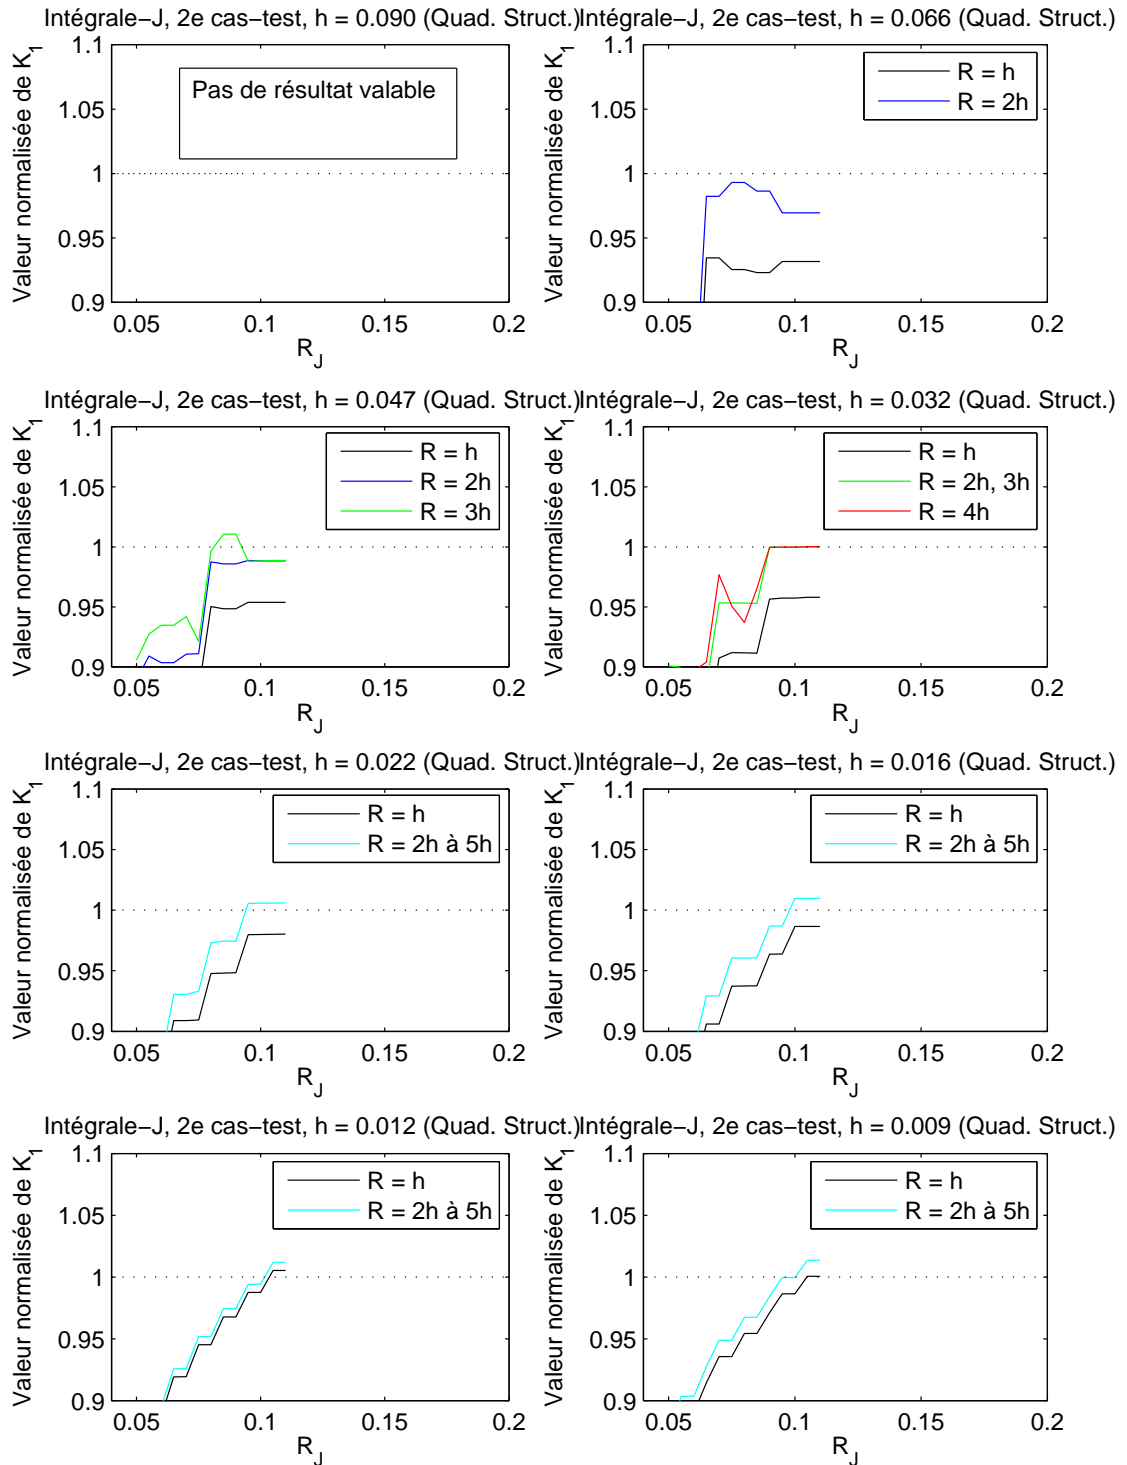 Intégrale−J, 2e cas−test, h = 0.090 (Quad. Struct.)
Valeur normalisée de K1
1.1
1.05
1
0.95
0.9
Pas de résultat valable
0.05 0.1 0.15 0.2
RJ
Intégrale−J, 2e cas−test, h = 0.066 (Quad. Struct.)
Valeur normalisée de K1
1.1
1.05
1
0.95
0.9
R = h
R = 2h
0.05 0.1 0.15 0.2
RJ
Intégrale−J, 2e cas−test, h = 0.047 (Quad. Struct.)
Valeur normalisée de K1
1.1
1.05
1
0.95
0.9
R = h
R = 2h
R = 3h
0.05 0.1 0.15 0.2
RJ
Intégrale−J, 2e cas−test, h = 0.032 (Quad. Struct.)
Valeur normalisée de K1
1.1
1.05
1
0.95
0.9
R = h
R = 2h, 3h
R = 4h
0.05 0.1 0.15 0.2
RJ
Intégrale−J, 2e cas−test, h = 0.022 (Quad. Struct.)
Valeur normalisée de K1
1.1
1.05
1
0.95
0.9
R = h
R = 2h à 5h
0.05 0.1 0.15 0.2
RJ
Intégrale−J, 2e cas−test, h = 0.016 (Quad. Struct.)
Valeur normalisée de K1
1.1
1.05
1
0.95
0.9
R = h
R = 2h à 5h
0.05 0.1 0.15 0.2
RJ
Intégrale−J, 2e cas−test, h = 0.012 (Quad. Struct.)
Valeur normalisée de K1
1.1
1.05
1
0.95
0.9
R = h
R = 2h à 5h
0.05 0.1 0.15 0.2
RJ
Intégrale−J, 2e cas−test, h = 0.009 (Quad. Struct.)
Valeur normalisée de K1
1.1
1.05
1
0.95
0.9
R = h
R = 2h à 5h
0.05 0.1 0.15 0.2
RJ